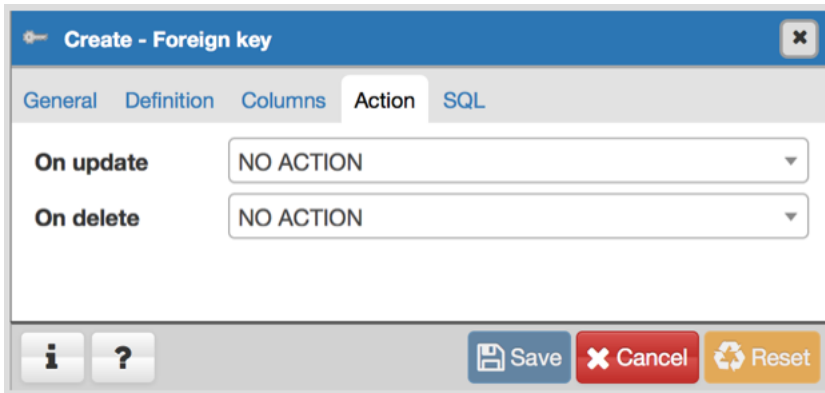 Create - Foreign key
General Definition Columns Action SQL
On update NO ACTION
On delete NO ACTION
i ? Save Cancel Reset